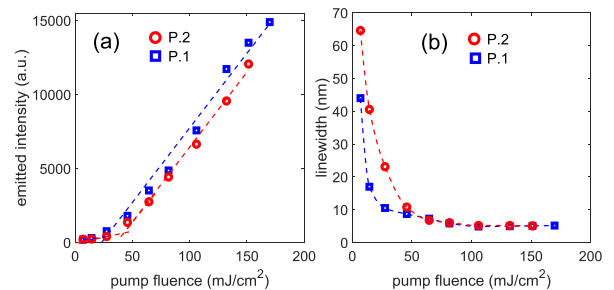 (a)
P.2
P.1
15000
10000
5000
0
0
50
100
150
200
emitted intensity (a.u.)
pump fluence (mJ/cm²)
(b)
P.2
P.1
70
60
50
40
30
20
10
0
0
50
100
150
200
linewidth (nm)
pump fluence (mJ/cm²)